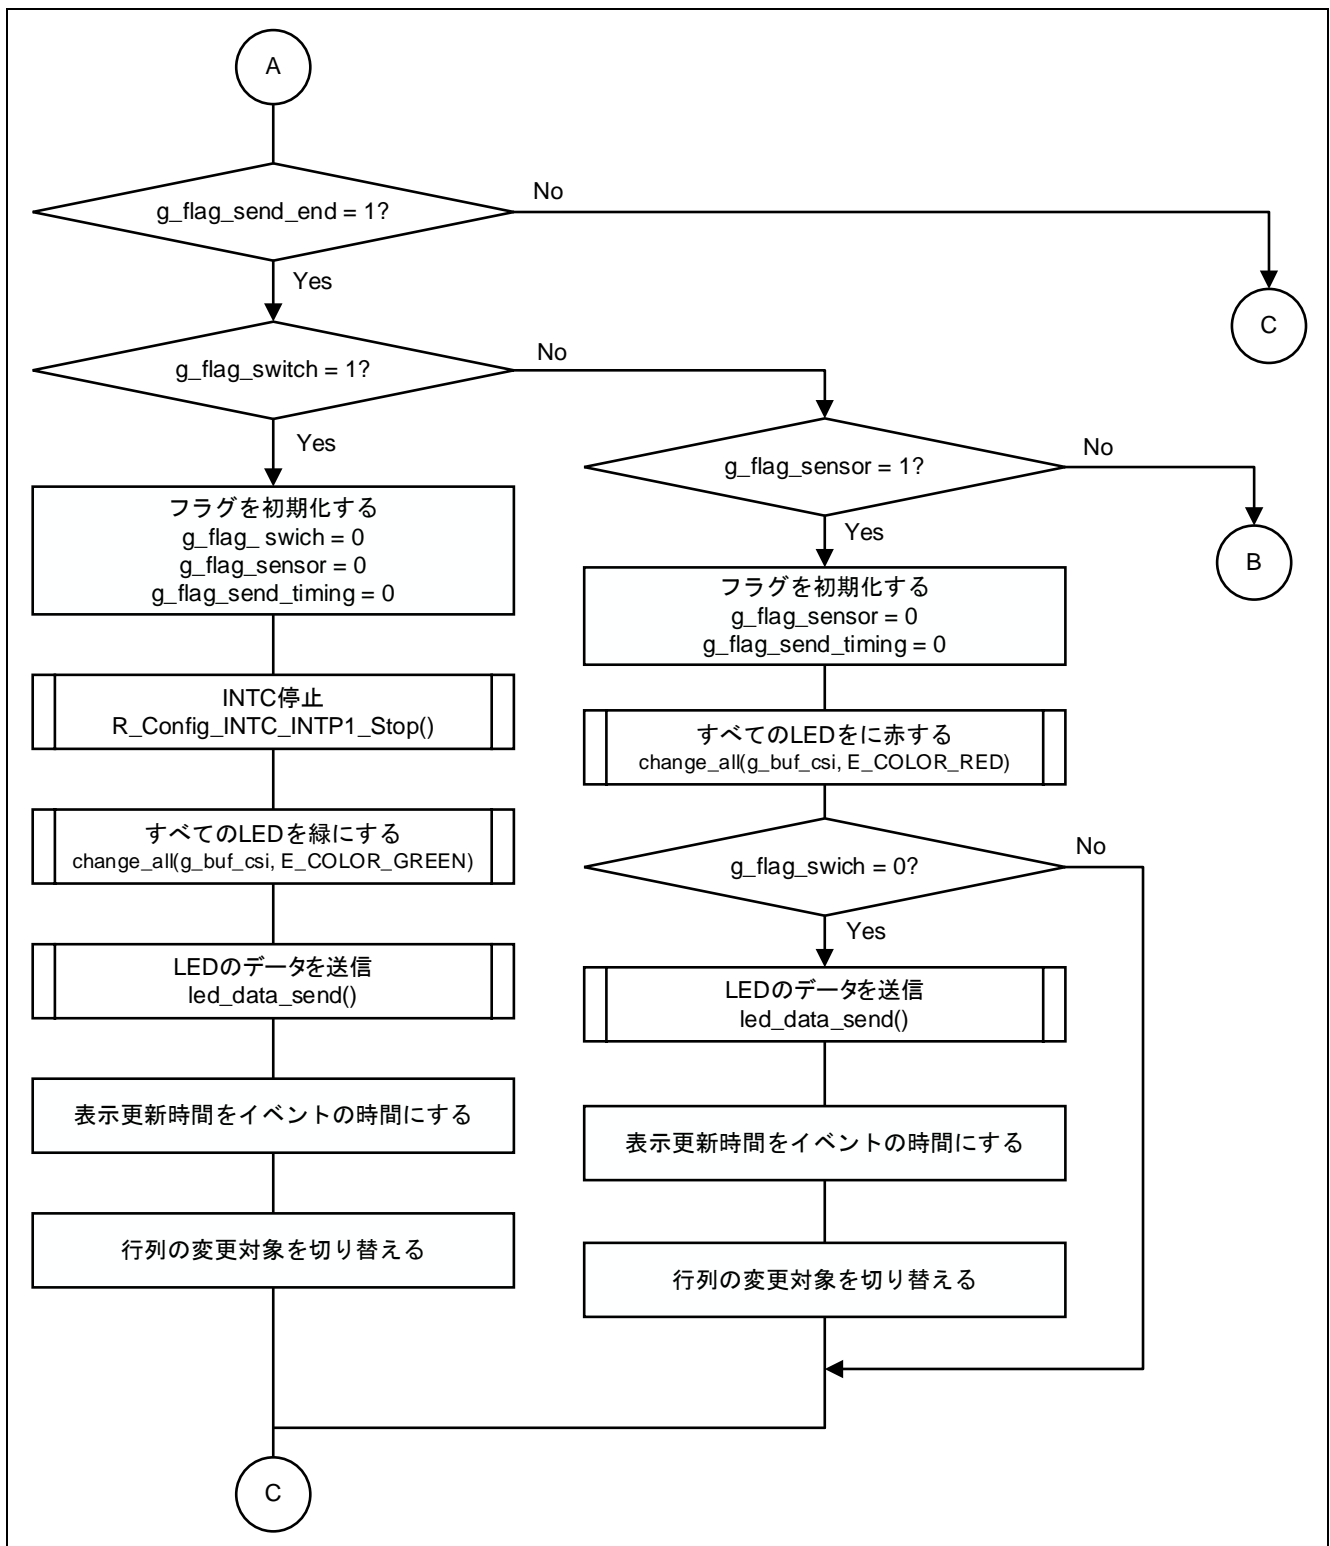 A
g_flag_send_end = 1?
No
Yes
C
g_flag_switch = 1?
No
Yes
g_flag_sensor = 1?
No
Yes
B
フラグを初期化する
g_flag_ swich = 0
g_flag_sensor = 0
g_flag_send_timing = 0
INTC停止
R_Config_INTC_INTP1_Stop()
すべてのLEDを緑にする
change_all(g_buf_csi, E_COLOR_GREEN)
LEDのデータを送信
led_data_send()
表示更新時間をイベントの時間にする
行列の変更対象を切り替える
フラグを初期化する
g_flag_sensor = 0
g_flag_send_timing = 0
すべてのLEDをに赤する
change_all(g_buf_csi, E_COLOR_RED)
g_flag_swich = 0?
No
Yes
LEDのデータを送信
led_data_send()
表示更新時間をイベントの時間にする
行列の変更対象を切り替える
C